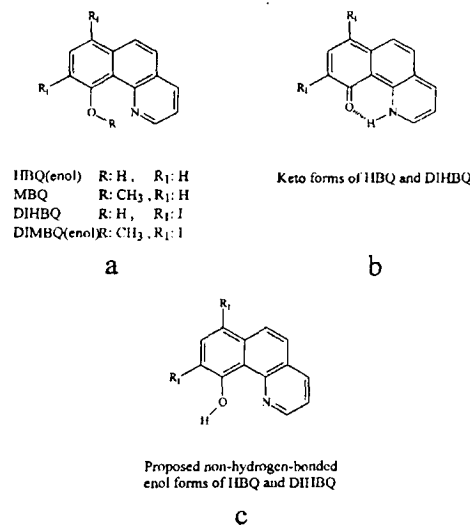 R₁
R₁
O
R
N
HBQ(enol) R: H, R₁: H
MBQ R: CH₃, R₁: H
DIHBQ R: H, R₁: I
DIMBQ(enol) R: CH₃, R₁: I
a
R₁
R₁
O
H
N
Keto forms of HBQ and DIHBQ
b
R₁
R₁
O
H
N
Proposed non-hydrogen-bonded
enol forms of HBQ and DIHBQ
c